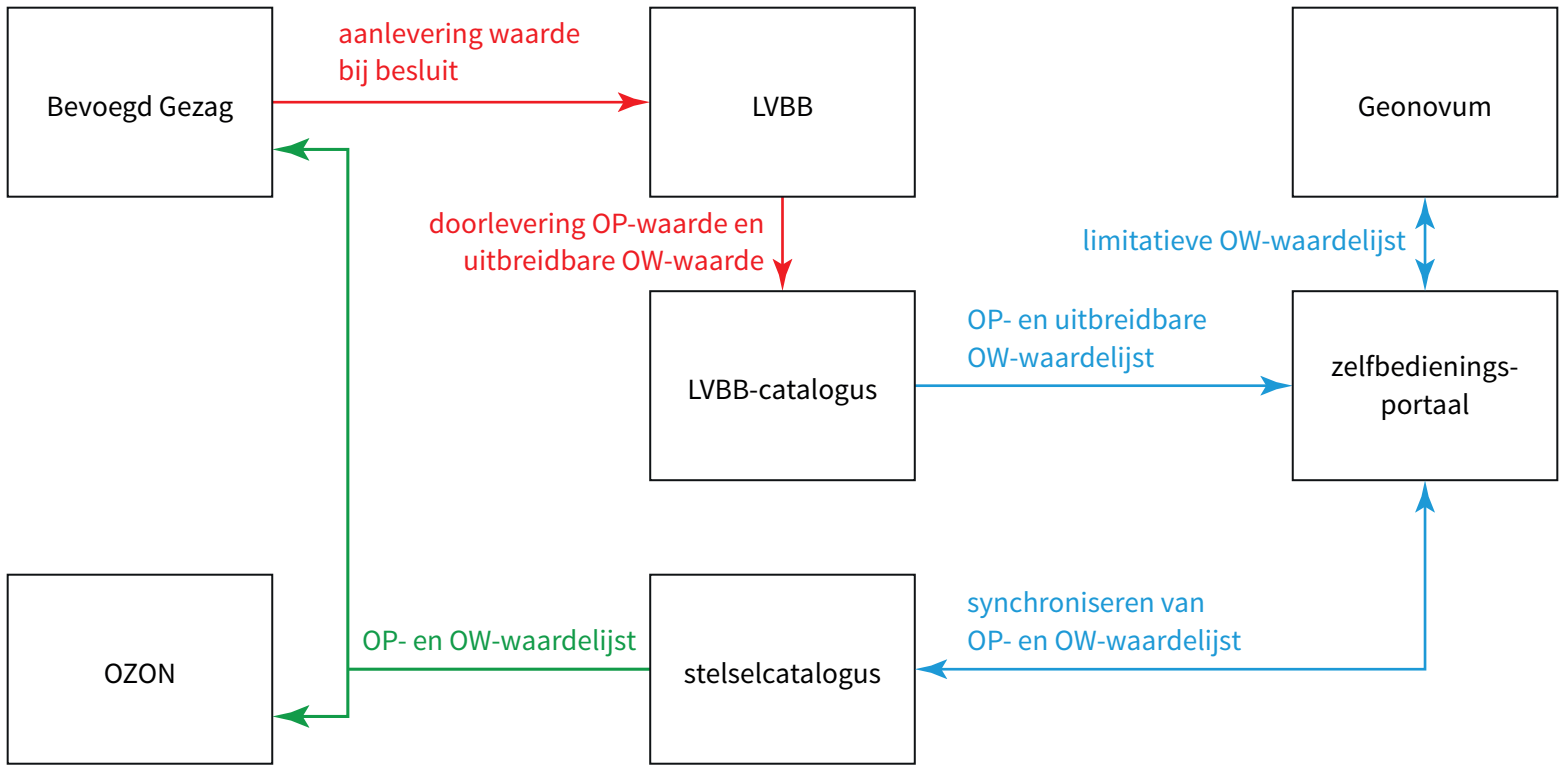 aanlevering waarde
bij besluit
Bevoegd Gezag
LVBB
Geonovum
doorlevering OP-waarde en
uitbreidbare OW-waarde
limitatieve OW-waardelijst
OP- en uitbreidbare
OW-waardelijst
LVBB-catalogus
zelfbedienings-
portaal
synchroniseren van
OP- en OW-waardelijst
OP- en OW-waardelijst
OZON
stelselcatalogus